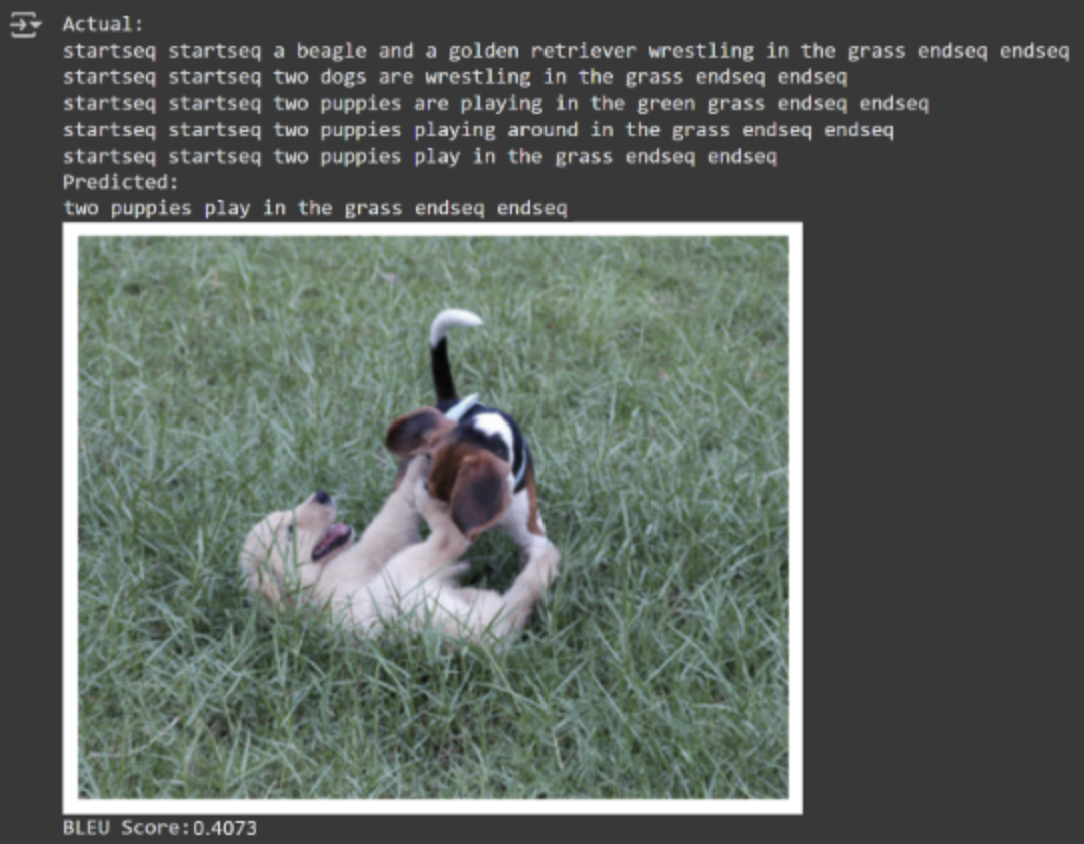 Actual:
startseq startseq a beagle and a golden retriever wrestling in the grass endseq endseq
startseq startseq two dogs are wrestling in the grass endseq endseq
startseq startseq two puppies are playing in the green grass endseq endseq
startseq startseq two puppies playing around in the grass endseq endseq
startseq startseq two puppies play in the grass endseq endseq
Predicted:
two puppies play in the grass endseq endseq
BLEU Score:0.4073